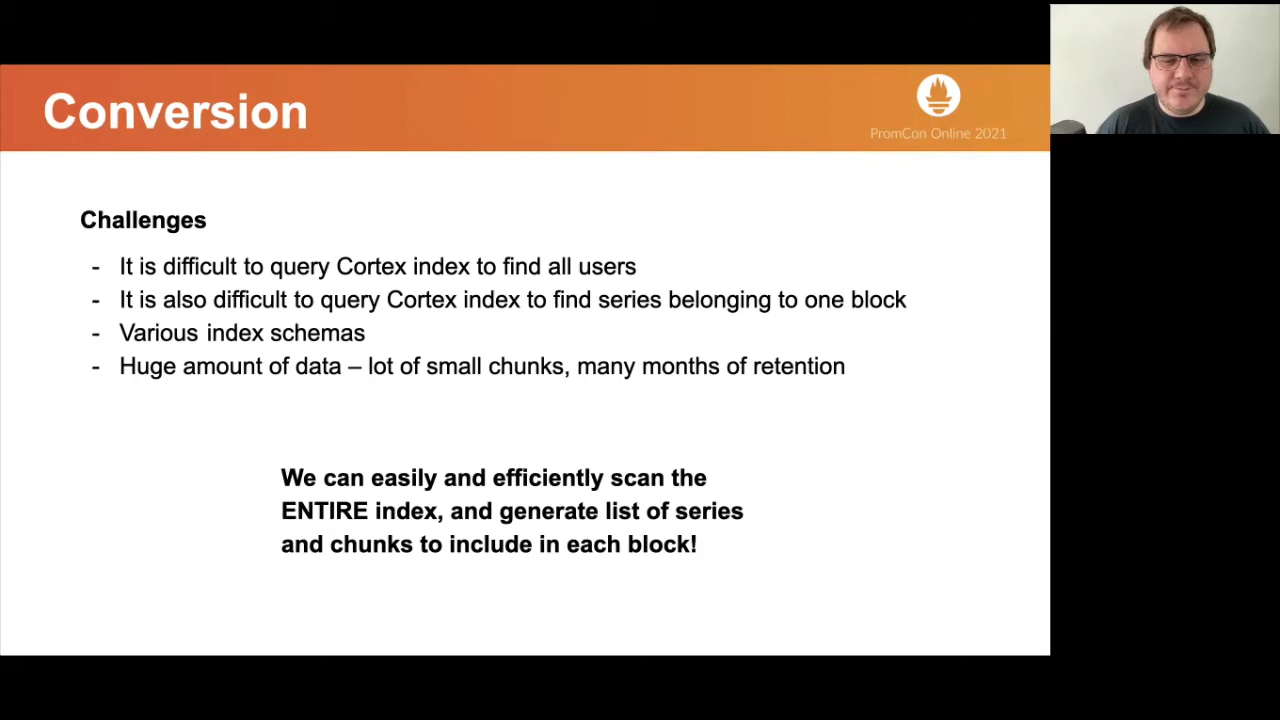 Conversion
PromCon Online 2021
Challenges
- It is difficult to query Cortex index to find all users
- It is also difficult to query Cortex index to find series belonging to one block
- Various index schemas
- Huge amount of data – lot of small chunks, many months of retention
We can easily and efficiently scan the
ENTIRE index, and generate list of series
and chunks to include in each block!